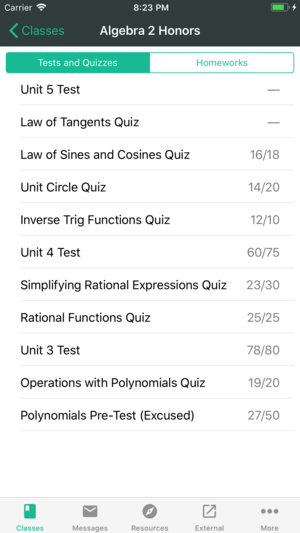 Carrier 8:23 PM
Classes Algebra 2 Honors
Tests and Quizzes Homeworks
Unit 5 Test —
Law of Tangents Quiz —
Law of Sines and Cosines Quiz 16/18
Unit Circle Quiz 14/20
Inverse Trig Functions Quiz 12/10
Unit 4 Test 60/75
Simplifying Rational Expressions Quiz 23/30
Rational Functions Quiz 25/25
Unit 3 Test 78/80
Operations with Polynomials Quiz 19/20
Polynomials Pre-Test (Excused) 27/50
Classes Messages Resources External More